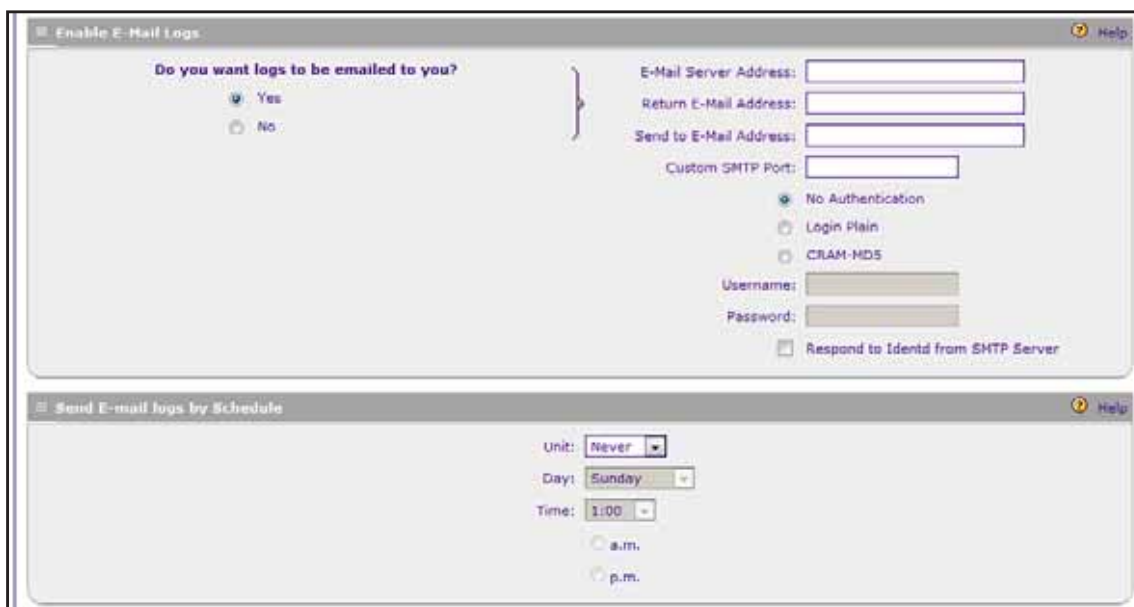 Enable E-Mail Logs
Help
Do you want logs to be emailed to you?
Yes
No
E-Mail Server Address:
Return E-Mail Address:
Send to E-Mail Address:
Custom SMTP Port:
No Authentication
Login Plain
CRAM-MD5
Username:
Password:
Respond to Identd from SMTP Server
Send E-mail logs by Schedule
Help
Unit: Never
Day: Sunday
Time: 1:00
a.m.
p.m.